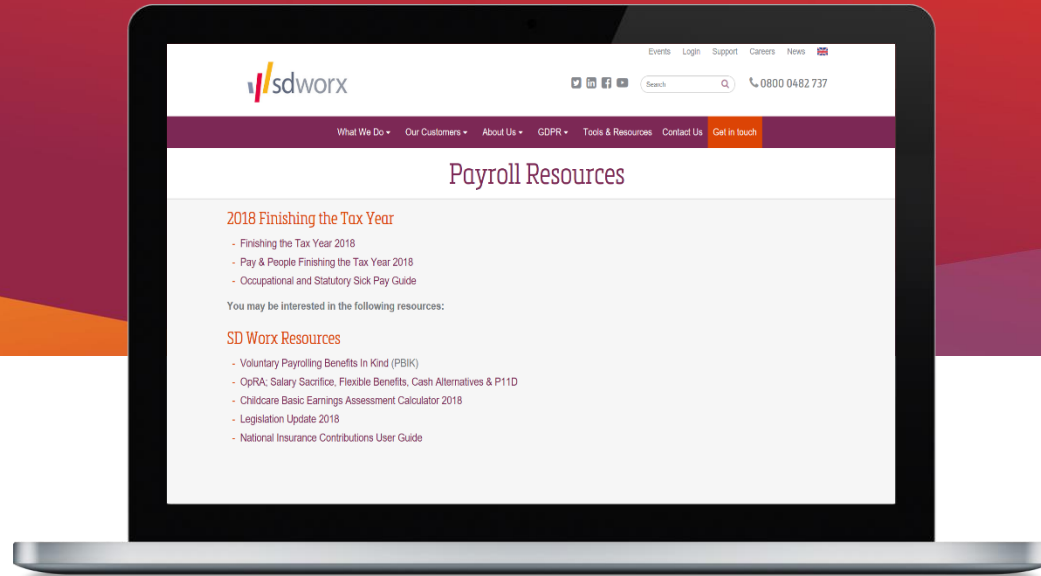 Events Login Support Careers News
sdworx
Search
0800 0482 737
What We Do Our Customers About Us GDPR Tools & Resources Contact Us Get in touch
Payroll Resources
2018 Finishing the Tax Year
- Finishing the Tax Year 2018
- Pay & People Finishing the Tax Year 2018
- Occupational and Statutory Sick Pay Guide
You may be interested in the following resources:
SD Worx Resources
- Voluntary Payrolling Benefits In Kind (PBIK)
- OpRA; Salary Sacrifice, Flexible Benefits, Cash Alternatives & P11D
- Childcare Basic Earnings Assessment Calculator 2018
- Legislation Update 2018
- National Insurance Contributions User Guide